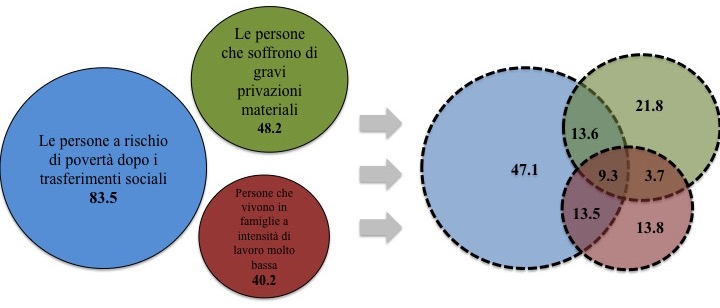 Le persone a rischio
di povertà dopo i
trasferimenti sociali
83.5
Le persone
che soffrono di
gravi
privazioni
materiali
48.2
Persone che
vivono in
famiglie a
intensità di
lavoro molto
bassa
40.2
21.8
13.6
47.1
9.3
3.7
13.5
13.8